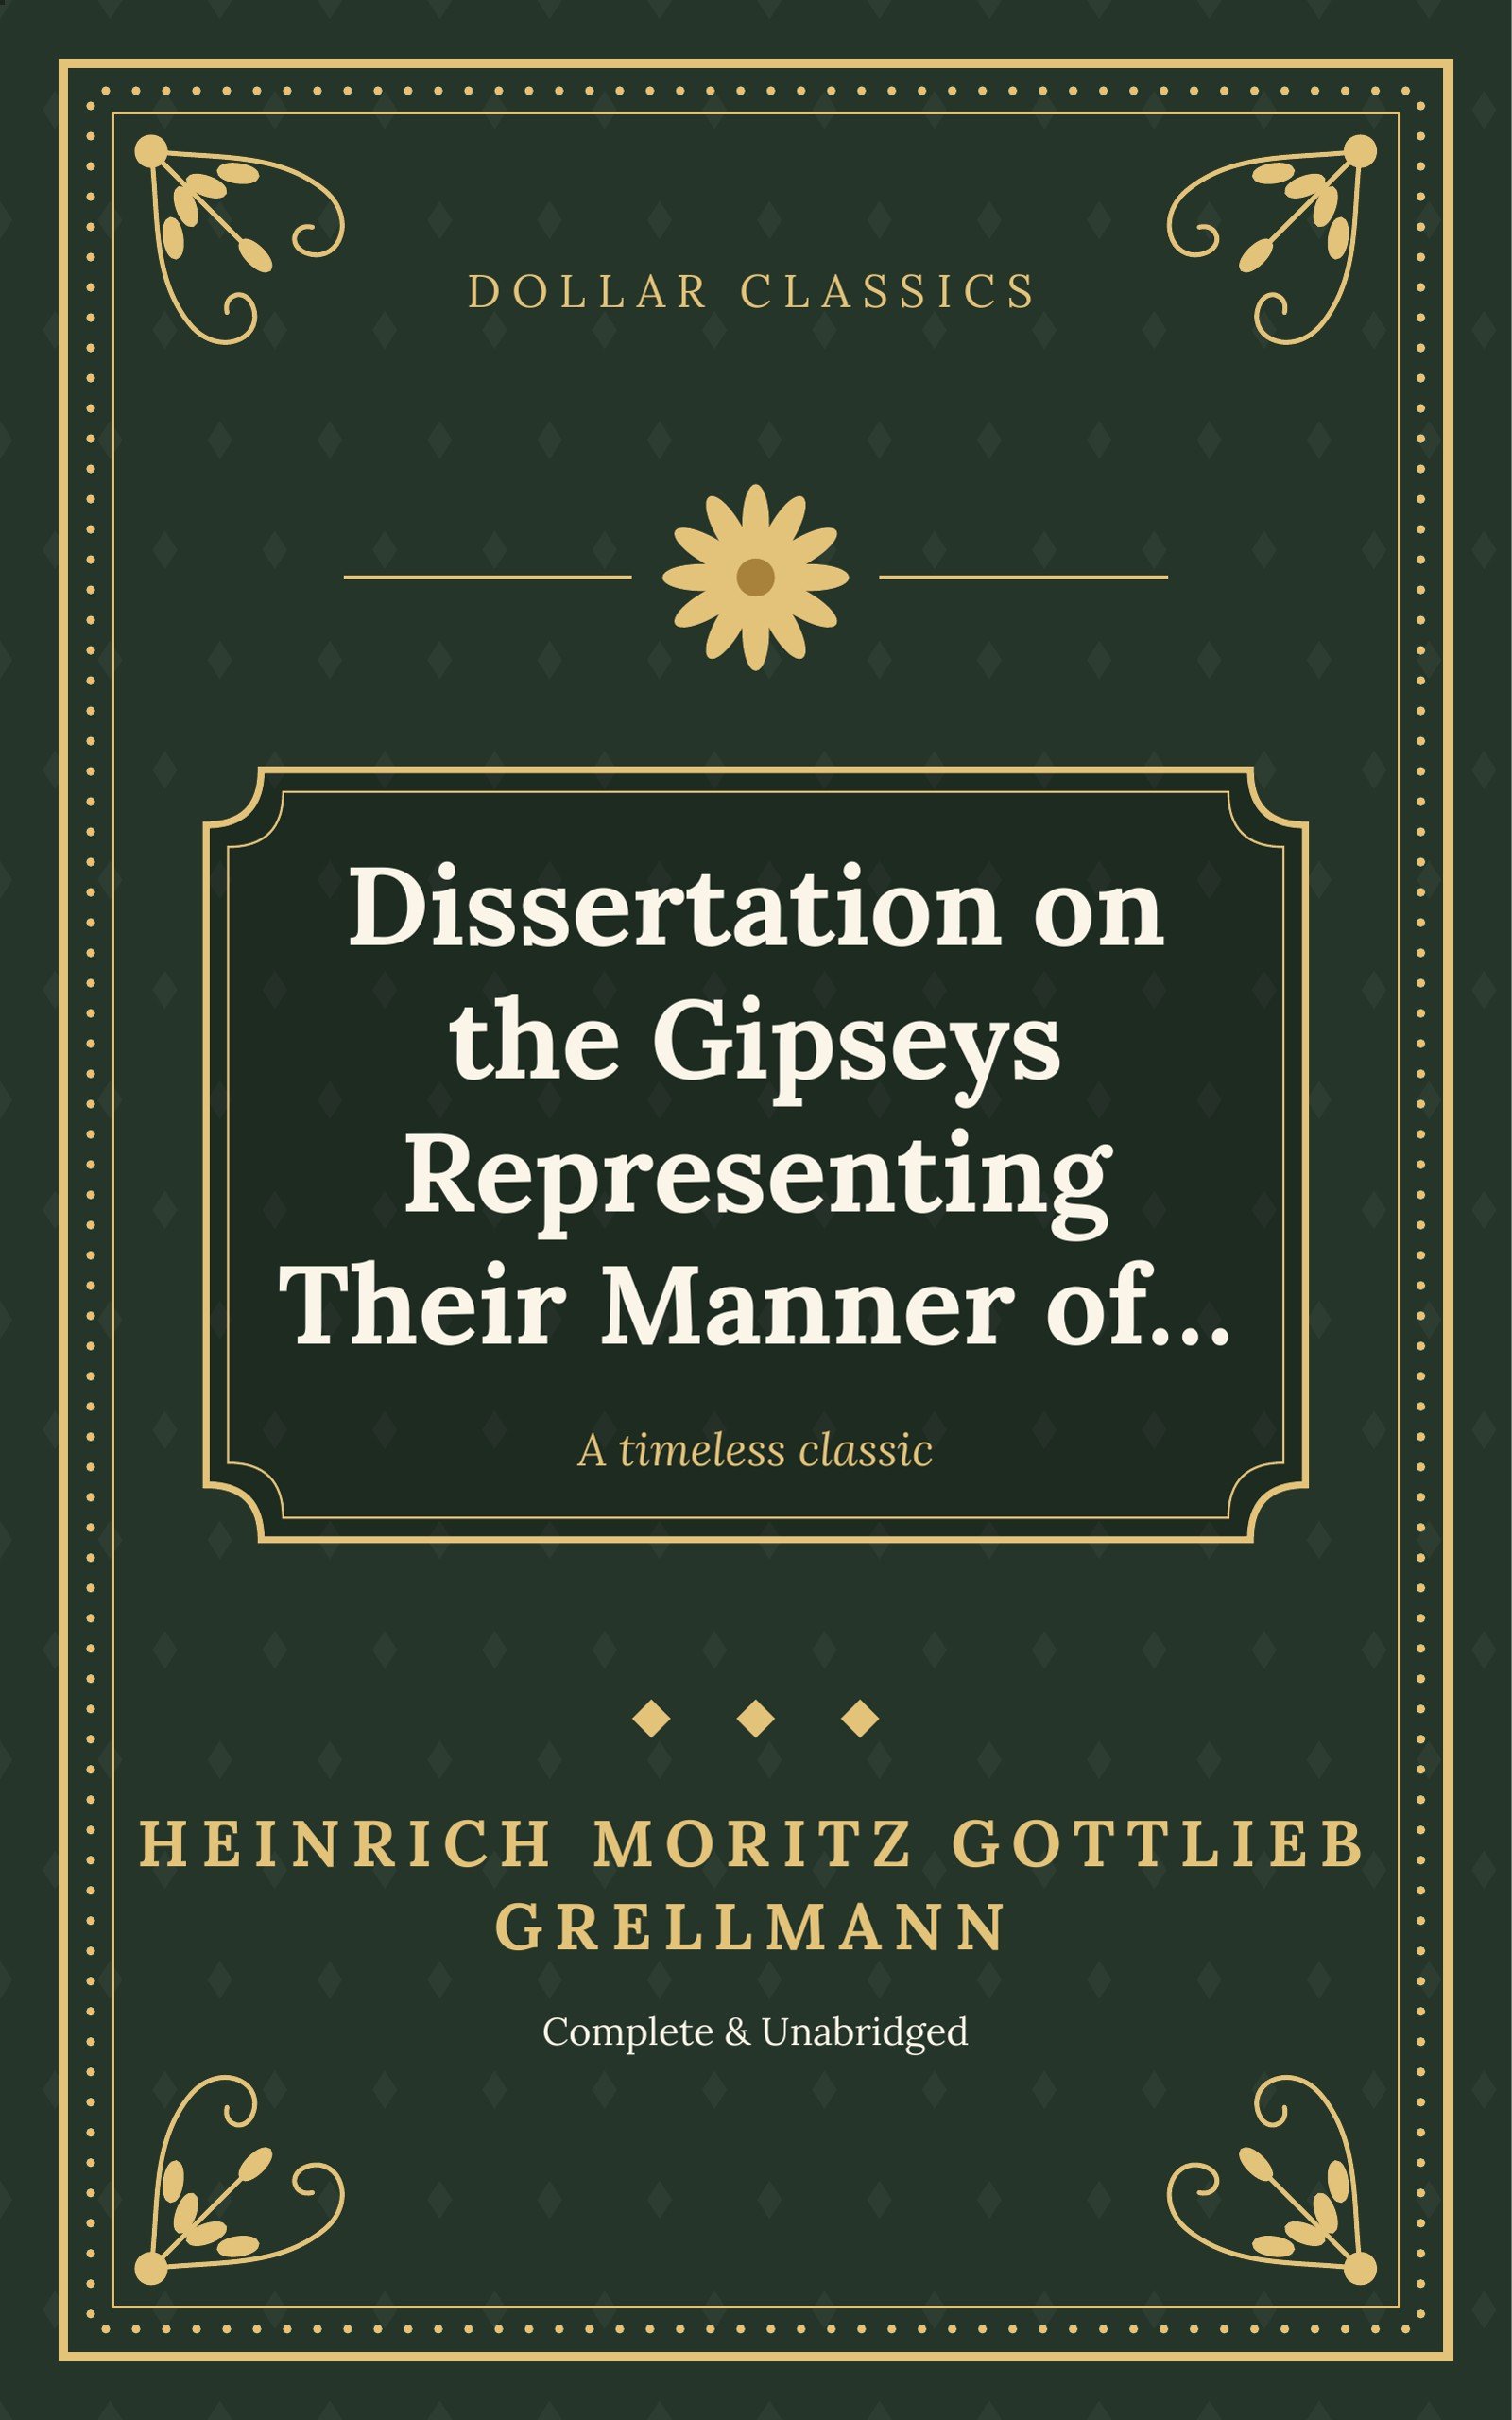 DOLLAR CLASSICS
Dissertation on
the Gipseys
Representing
Their Manner of...
A timeless classic
HEINRICH MORITZ GOTTLIEB
GRELLMANN
Complete & Unabridged